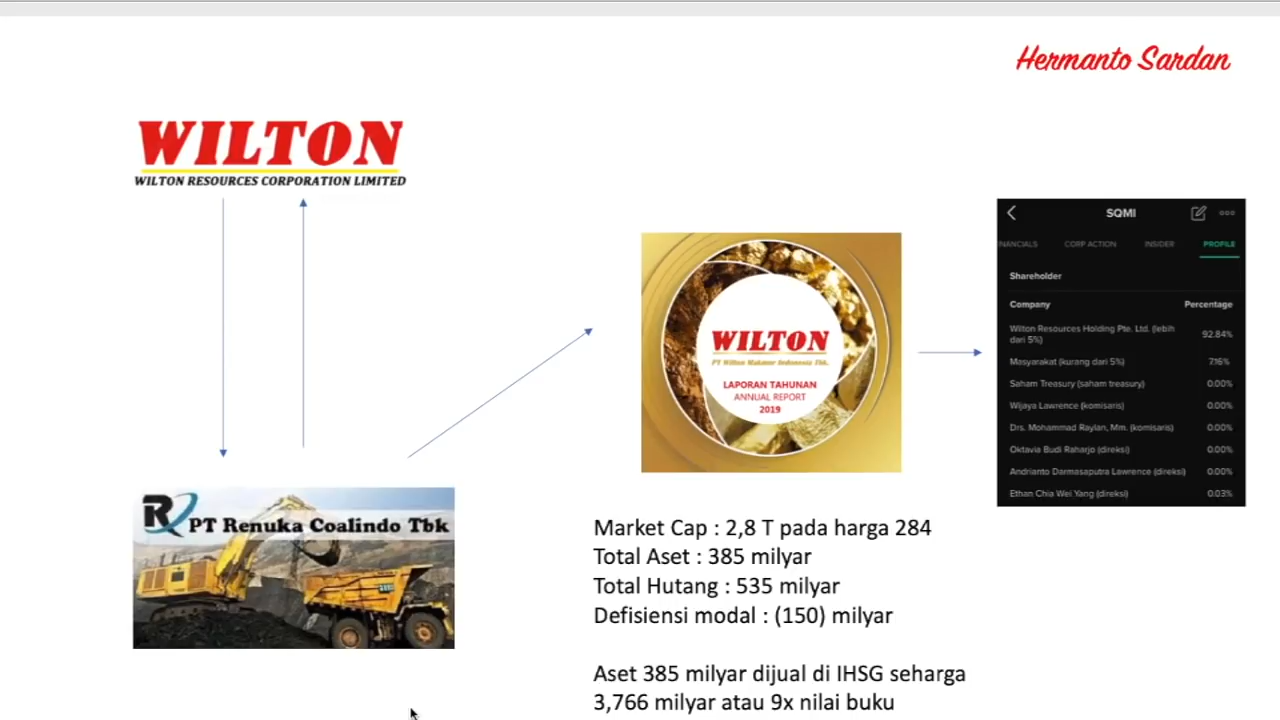 Hermanto Sardan
WILTON
WILTON RESOURCES CORPORATION LIMITED
PT Renuka Coalindo Tbk
WILTON
PT Wilton Makmur Indonesia Tbk.
LAPORAN TAHUNAN
ANNUAL REPORT
2019
SQMI
NANCIALS CORP ACTION INSIDER PROFILE
Shareholder
Company Percentage
Wilton Resources Holding Pte. Ltd. (lebih
dari 5%) 92.84%
Masyarakat (kurang dari 5%) 7.16%
Saham Treasury (saham treasury) 0.00%
Wijaya Lawrence (komisaris) 0.00%
Drs. Mohammad Raylan, Mm. (komisaris) 0.00%
Oktavia Budi Raharjo (direksi) 0.00%
Andrianto Darmasaputra Lawrence (direksi) 0.00%
Ethan Chia Wei Yang (direksi) 0.03%
Market Cap : 2,8 T pada harga 284
Total Aset : 385 milyar
Total Hutang : 535 milyar
Defisiensi modal : (150) milyar
Aset 385 milyar dijual di IHSG seharga
3,766 milyar atau 9x nilai buku